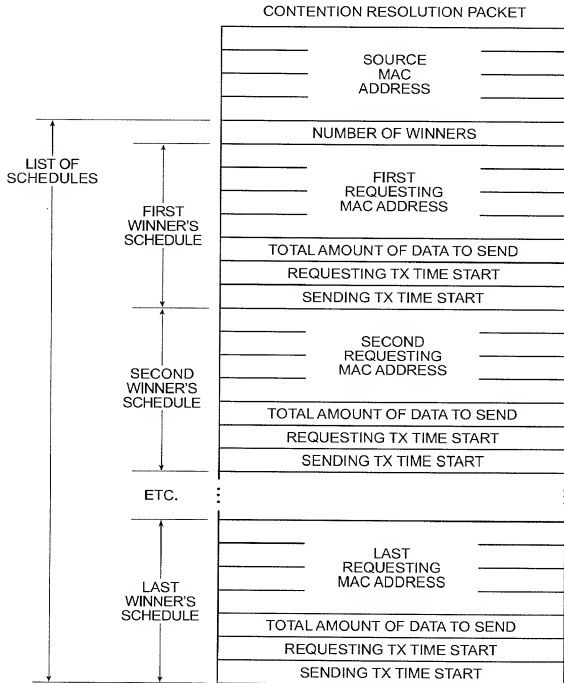 CONTENTION RESOLUTION PACKET
SOURCE
MAC
ADDRESS
NUMBER OF WINNERS
LIST OF
SCHEDULES
FIRST
REQUESTING
MAC ADDRESS
FIRST
WINNER'S
SCHEDULE
TOTAL AMOUNT OF DATA TO SEND
REQUESTING TX TIME START
SENDING TX TIME START
SECOND
REQUESTING
MAC ADDRESS
SECOND
WINNER'S
SCHEDULE
TOTAL AMOUNT OF DATA TO SEND
REQUESTING TX TIME START
SENDING TX TIME START
ETC.
LAST
REQUESTING
MAC ADDRESS
LAST
WINNER'S
SCHEDULE
TOTAL AMOUNT OF DATA TO SEND
REQUESTING TX TIME START
SENDING TX TIME START